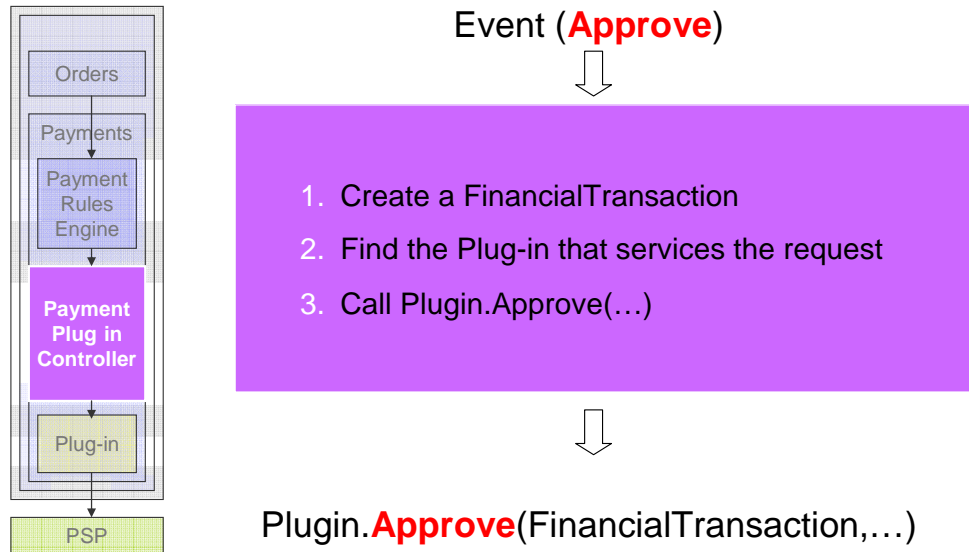 Orders
Payments
Payment
Rules
Engine
Payment
Plug in
Controller
Plug-in
PSP
Event (Approve)
1. Create a FinancialTransaction
2. Find the Plug-in that services the request
3. Call Plugin.Approve(…)
Plugin.Approve(FinancialTransaction,…)